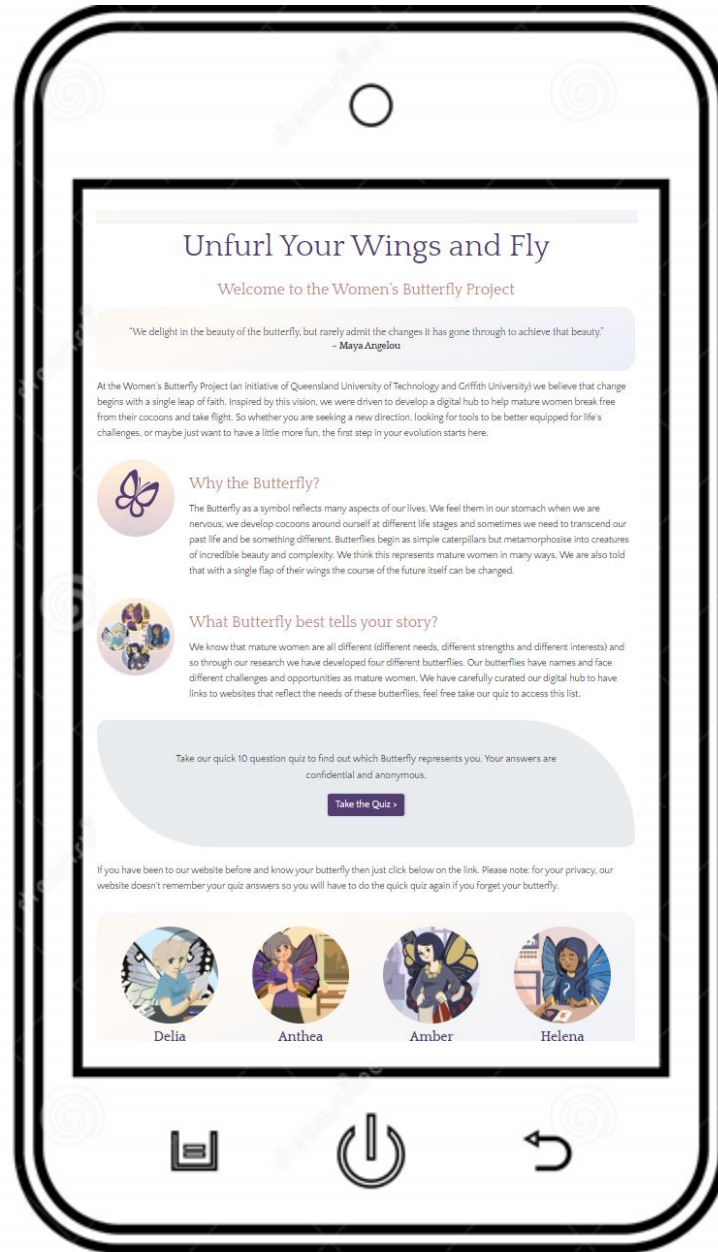 Unfurl Your Wings and Fly
Welcome to the Women's Butterfly Project
"We delight in the beauty of the butterfly, but rarely admit the changes it has gone through to achieve that beauty."
– Maya Angelou
At the Women's Butterfly Project (an initiative of Queensland University of Technology and Griffith University) we believe that change
begins with a single leap of faith. Inspired by this vision, we were driven to develop a digital hub to help mature women break free
from their cocoons and take flight. So whether you are seeking a new direction, looking for tools to be better equipped for life's
challenges, or maybe just want to have a little more fun, the first step in your evolution starts here.
Why the Butterfly?
The Butterfly as a symbol reflects many aspects of our lives. We feel them in our stomach when we are
nervous, we develop cocoons around ourself at different life stages and sometimes we need to transcend our
past life and be something different. Butterflies begin as simple caterpillars but metamorphosise into creatures
of incredible beauty and complexity. We think this represents mature women in many ways. We are also told
that with a single flap of their wings the course of the future itself can be changed.
What Butterfly best tells your story?
We know that mature women are all different (different needs, different strengths and different interests) and
so through our research we have developed four different butterflies. Our butterflies have names and face
different challenges and opportunities as mature women. We have carefully curated our digital hub to have
links to websites that reflect the needs of these butterflies, feel free take our quiz to access this list.
Take our quick 10 question quiz to find out which Butterfly represents you. Your answers are
confidential and anonymous.
Take the Quiz ›
If you have been to our website before and know your butterfly then just click below on the link. Please note: for your privacy, our
website doesn't remember your quiz answers so you will have to do the quick quiz again if you forget your butterfly.
Delia
Anthea
Amber
Helena